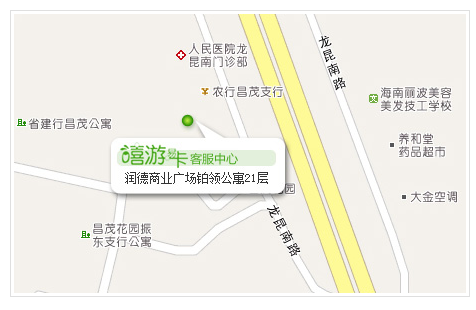 龙昆南路
人民医院龙
昆南门诊部
农行昌茂支行
海南丽波美容
美发技工学校
省建行昌茂公寓
养和堂
药品超市
嘻游卡客服中心
润德商业广场铂领公寓21层
园
大金空调
龙昆南路
昌茂花园振
东支行公寓